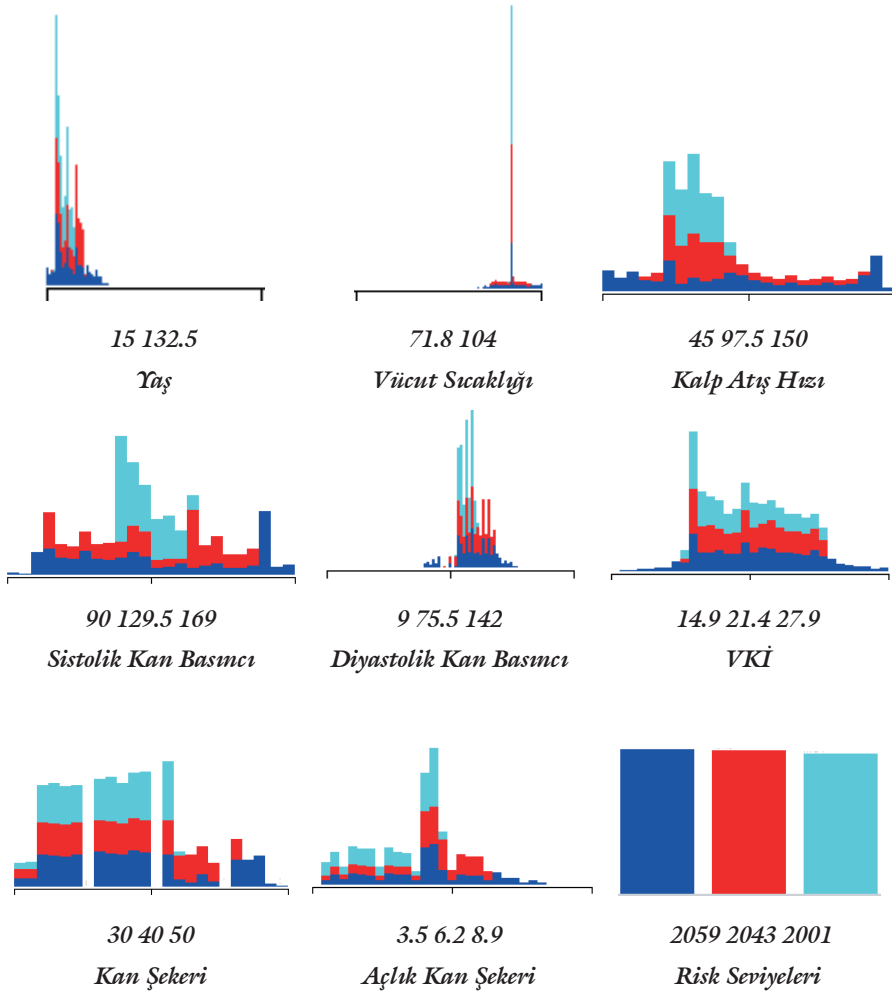 15 132.5
Yaş
71.8 104
Vücut Sıcaklığı
45 97.5 150
Kalp Atış Hızı
90 129.5 169
Sistolik Kan Basıncı
9 75.5 142
Diyastolik Kan Basıncı
14.9 21.4 27.9
VKİ
30 40 50
Kan Şekeri
3.5 6.2 8.9
Açlık Kan Şekeri
2059 2043 2001
Risk Seviyeleri